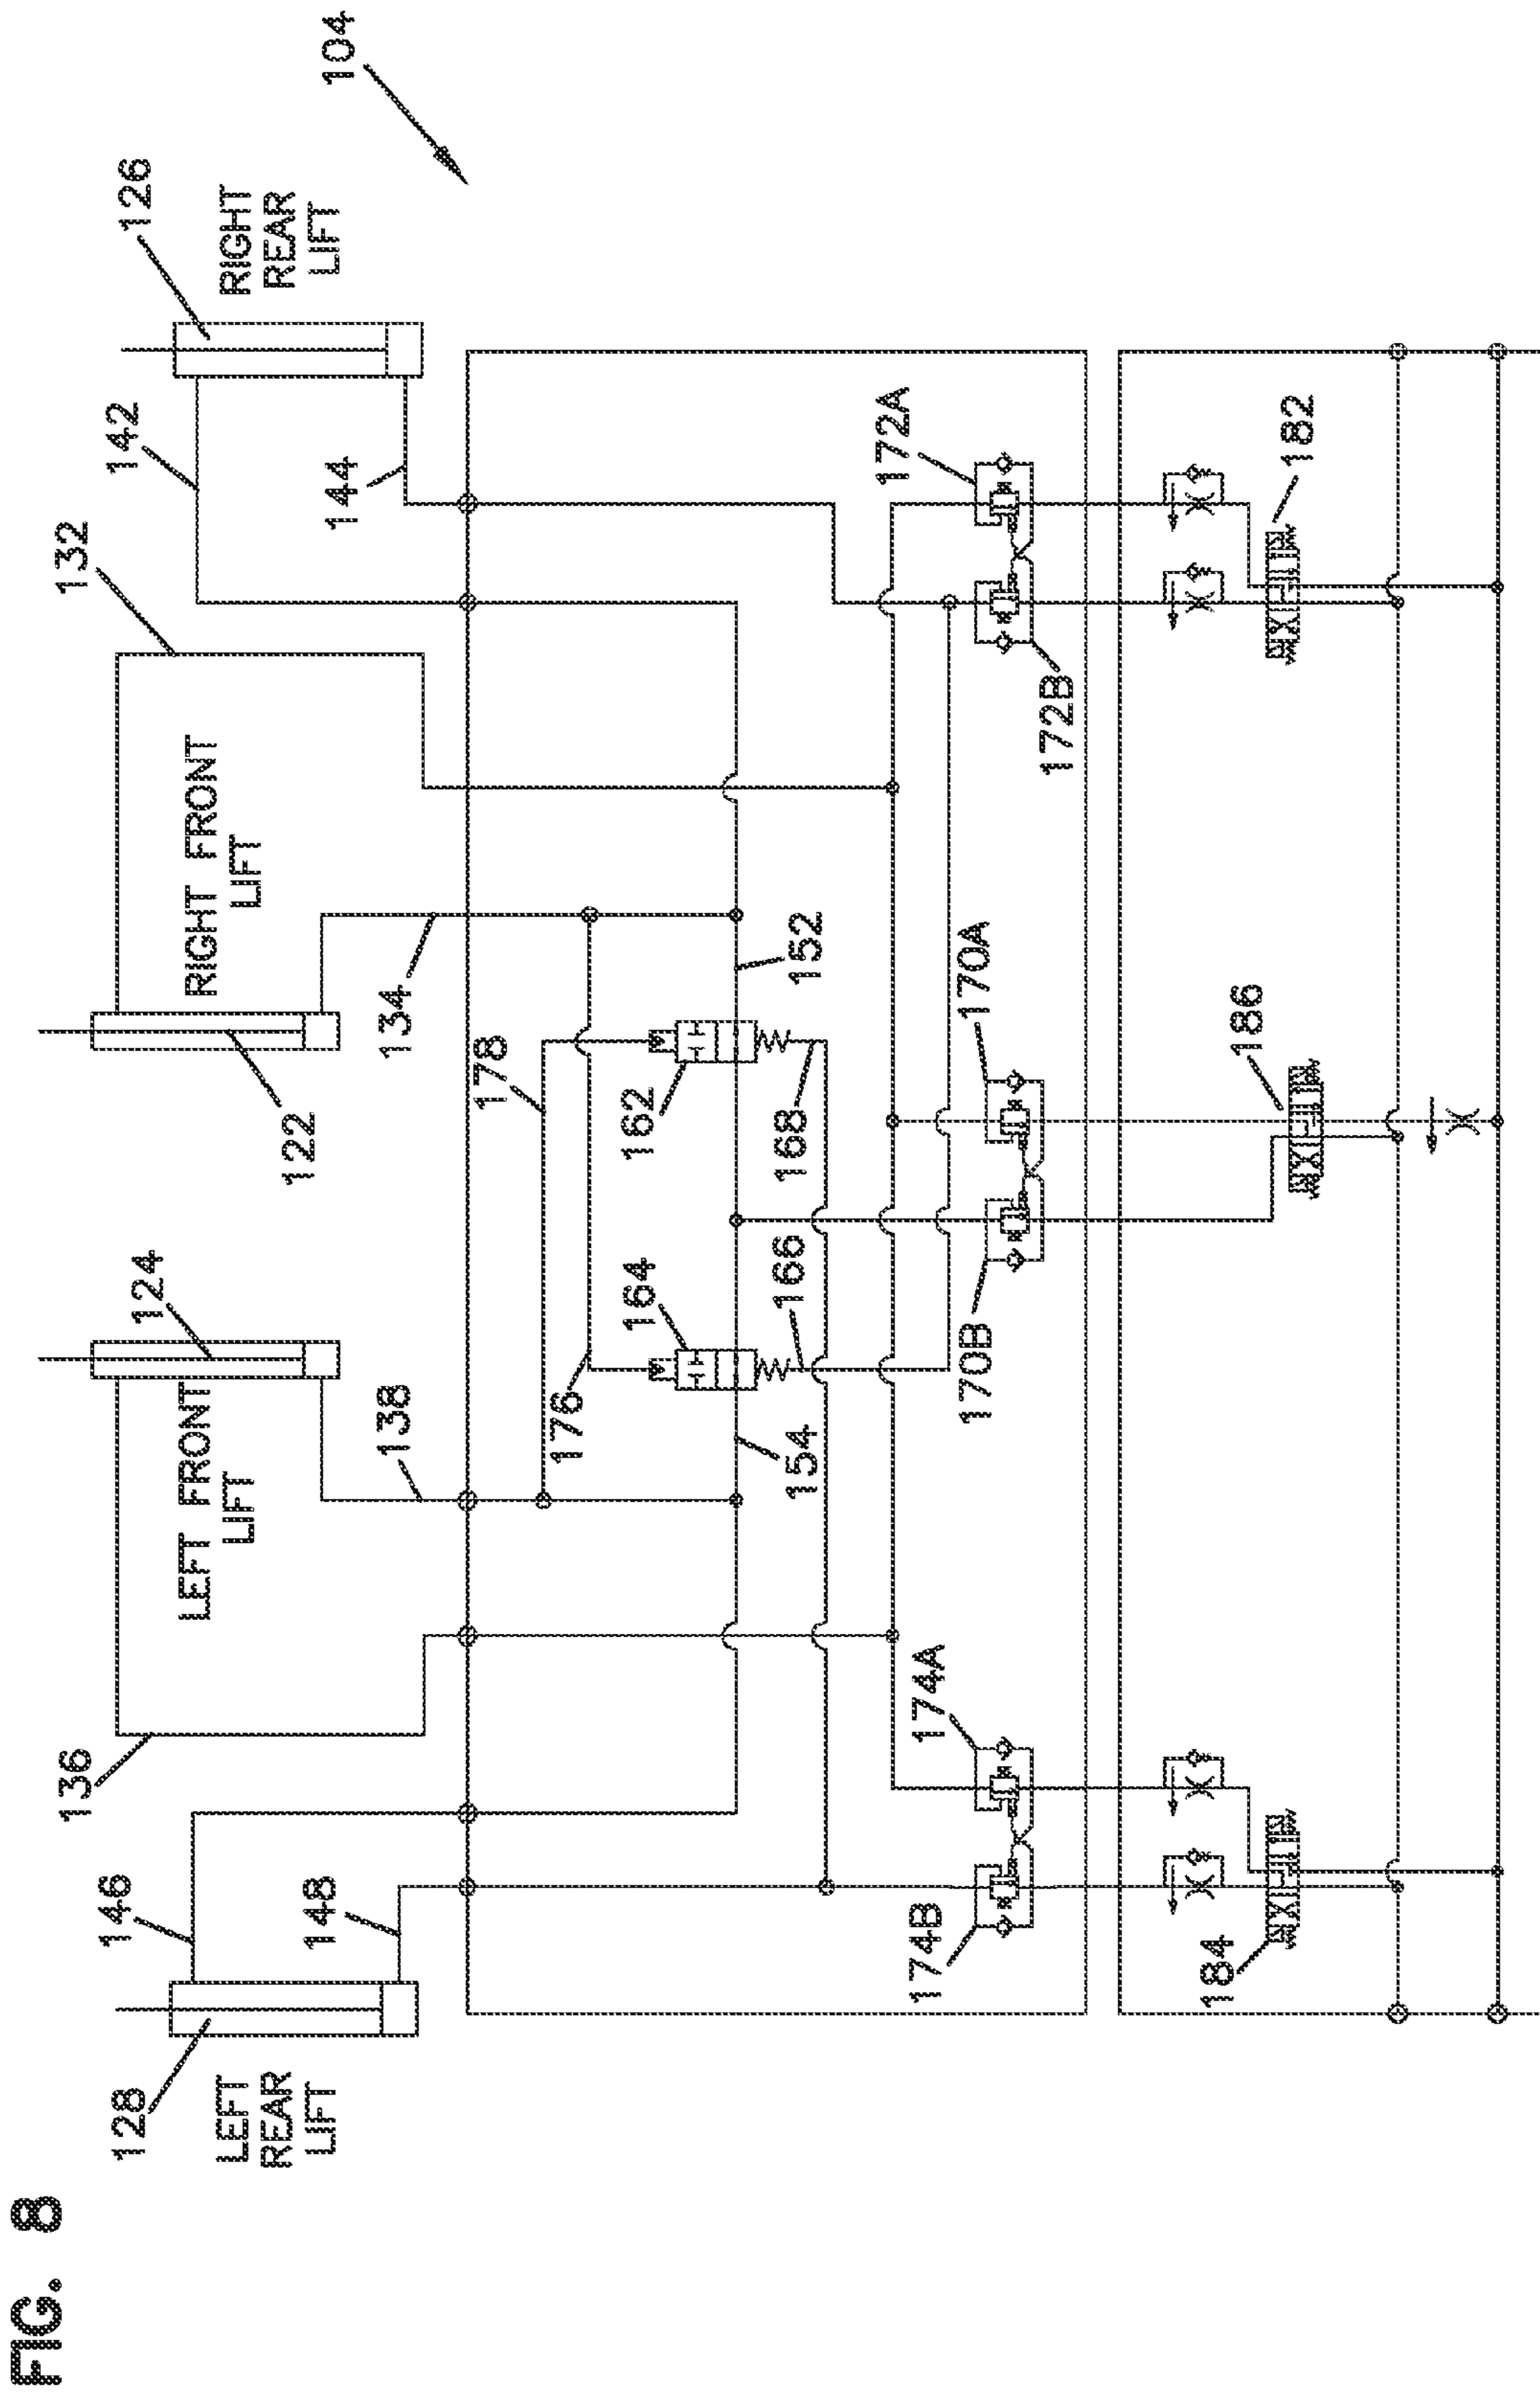 FIG. 8
104
126
RIGHT
REAR
LIFT
142
144
132
RIGHT FRONT
LIFT
122
134
124
LEFT FRONT
LIFT
138
136
146
148
128
LEFT
REAR
LIFT
178
176
162
164
152
154
168
166
172A
172B
170A
170B
174A
174B
182
186
184